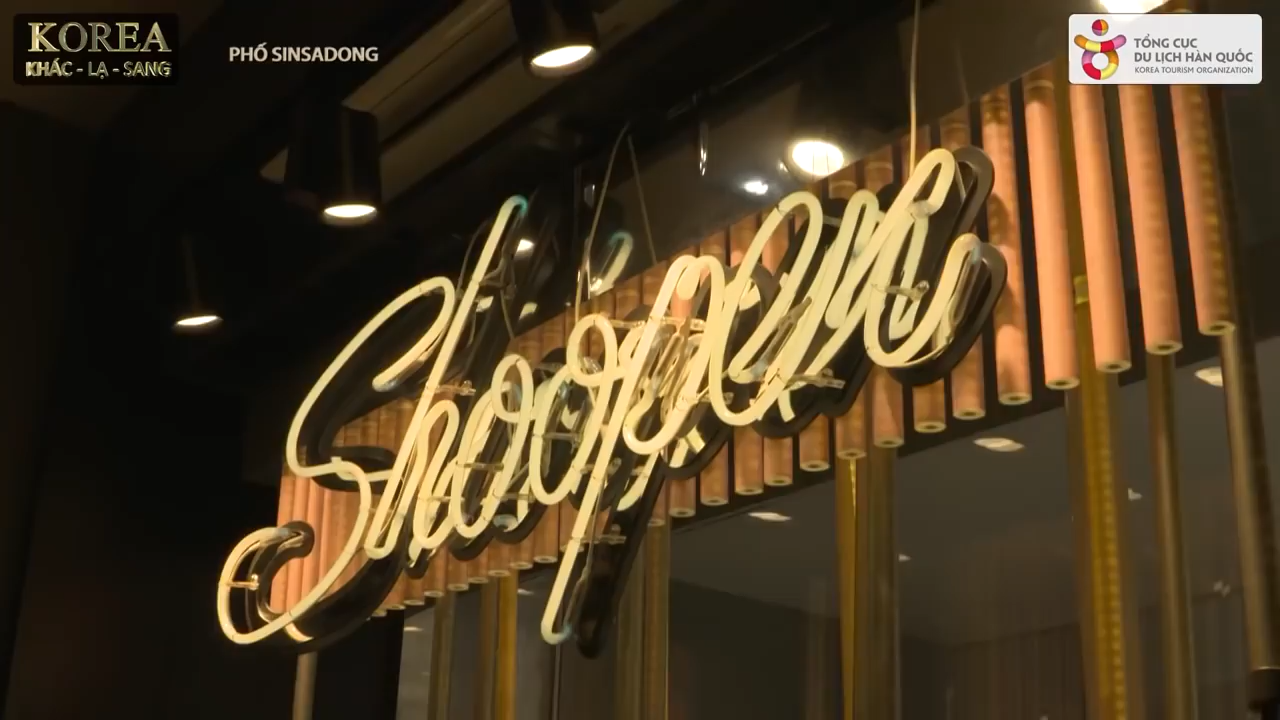 KOREA
KHÁC - LẠ - SANG
PHỐ SINSADONG
TỔNG CỤC
DU LỊCH HÀN QUỐC
KOREA TOURISM ORGANIZATION